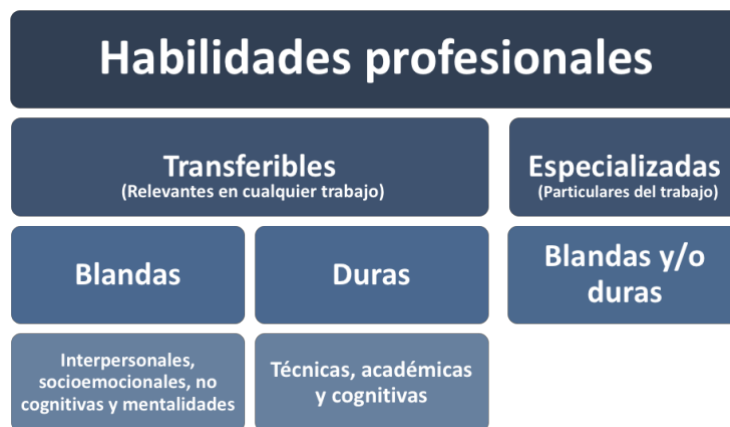 Habilidades profesionales
Transferibles
(Relevantes en cualquier trabajo)
Especializadas
(Particulares del trabajo)
Blandas
Duras
Blandas y/o
duras
Interpersonales,
socioemocionales, no
cognitivas y mentalidades
Técnicas, académicas
y cognitivas